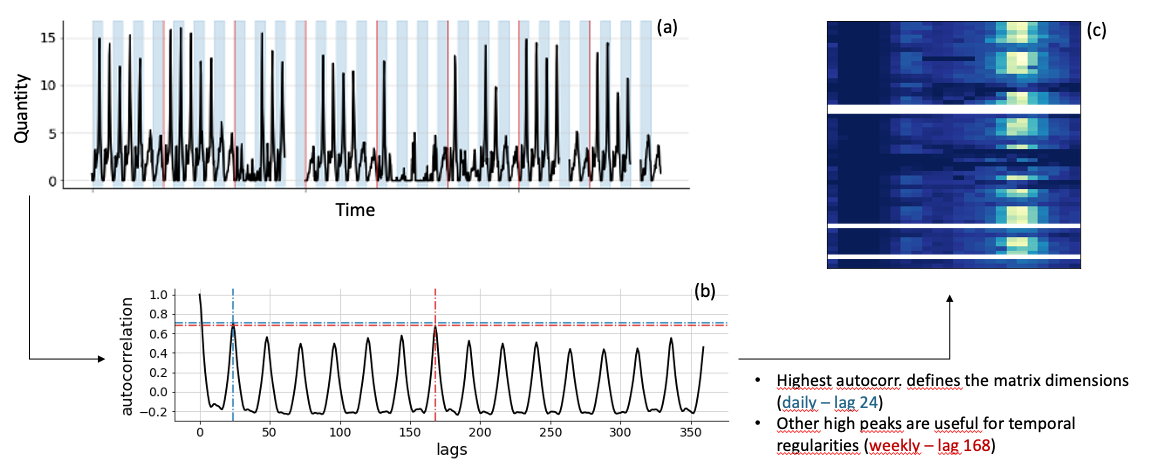 (a)
15
10
5
0
Quantity
Time
(c)
(b)
1.0
0.8
0.6
0.4
0.2
0.0
−0.2
autocorrelation
0 50 100 150 200 250 300 350
lags
• Highest autocorr. defines the matrix dimensions
(daily – lag 24)
• Other high peaks are useful for temporal
regularities (weekly – lag 168)